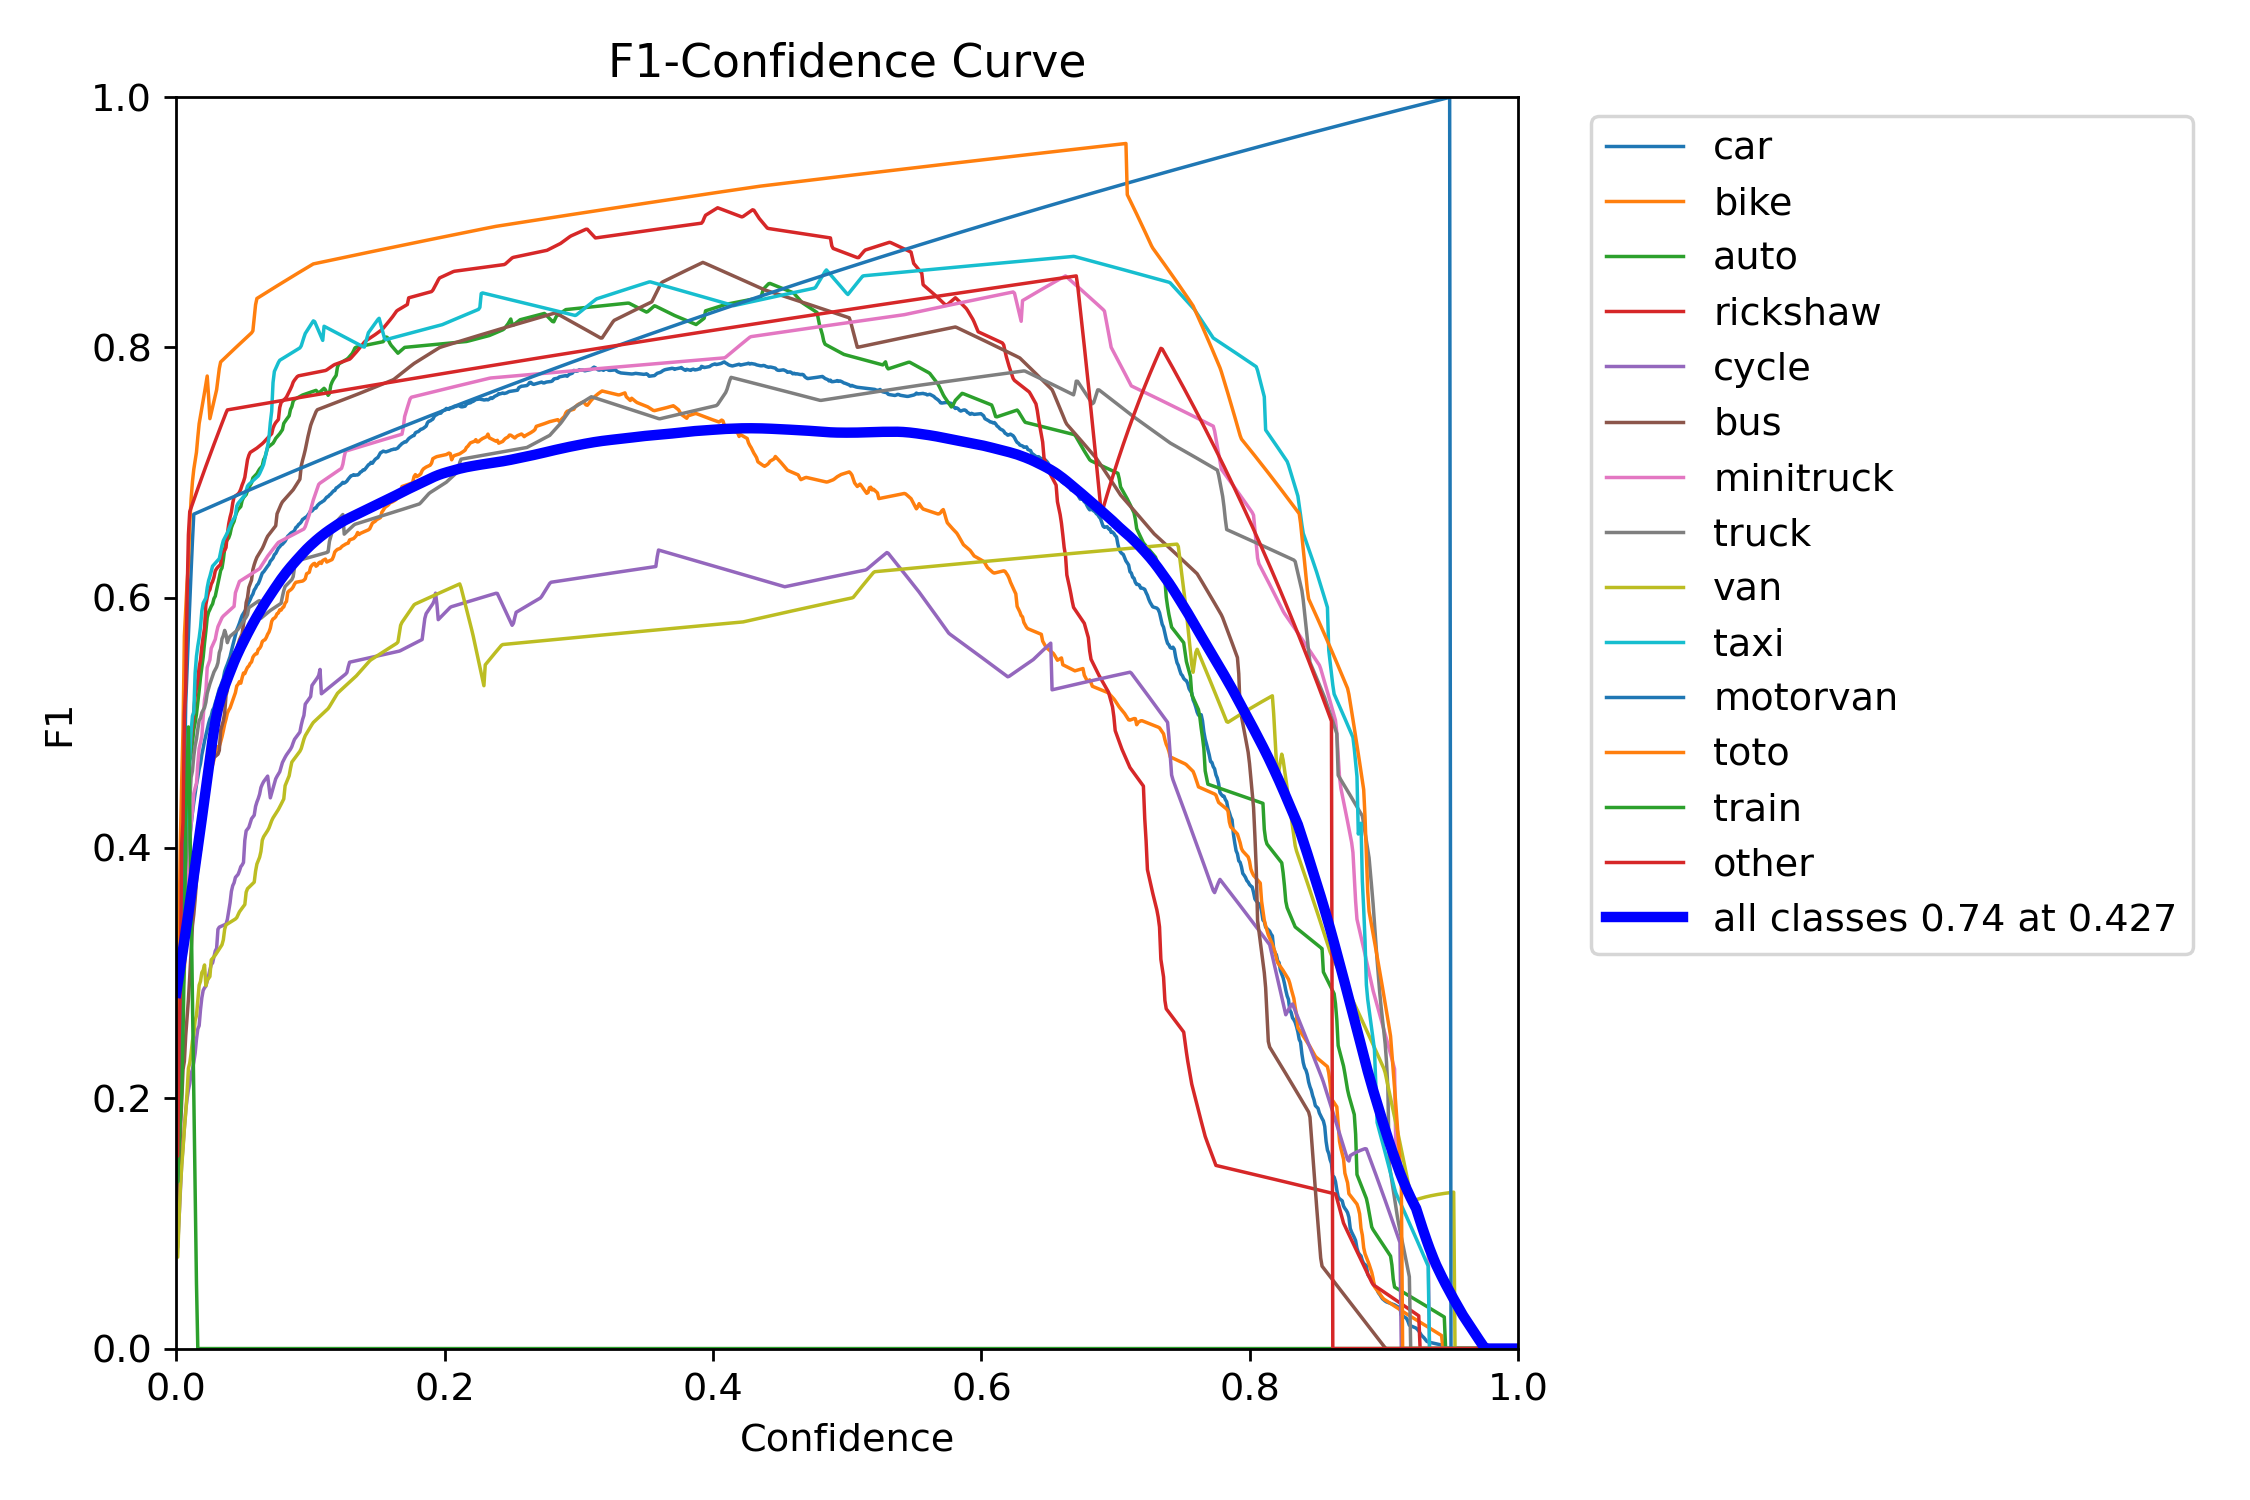 F1-Confidence Curve
1.0
0.8
0.6
0.4
0.2
0.0
F1
0.0 0.2 0.4 0.6 0.8 1.0
Confidence
car
bike
auto
rickshaw
cycle
bus
minitruck
truck
van
taxi
motorvan
toto
train
other
all classes 0.74 at 0.427